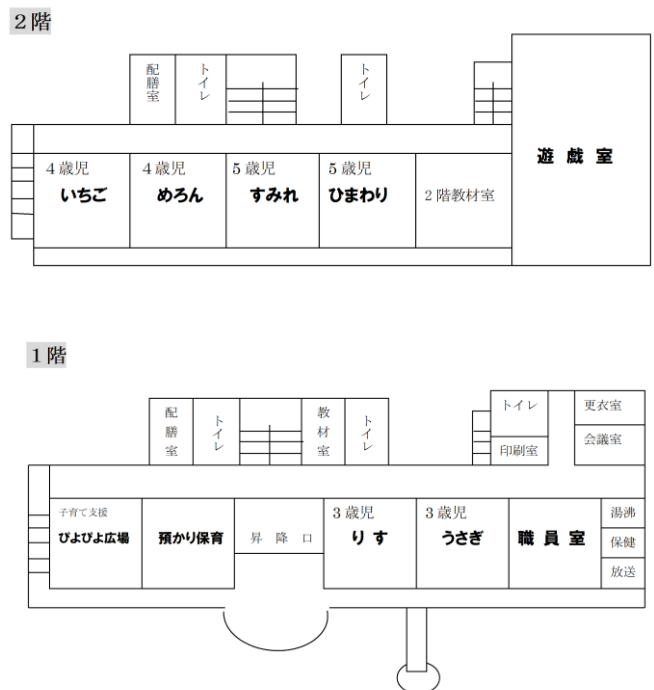 ２階
配膳室
トイレ
トイレ
遊戯室
４歳児
いちご
４歳児
めろん
５歳児
すみれ
５歳児
ひまわり
２階教材室
１階
配膳室
トイレ
教材室
トイレ
トイレ
印刷室
更衣室
会議室
子育て支援
ぴよぴよ広場
預かり保育
昇降口
３歳児
りす
３歳児
うさぎ
職員室
湯沸
保健
放送